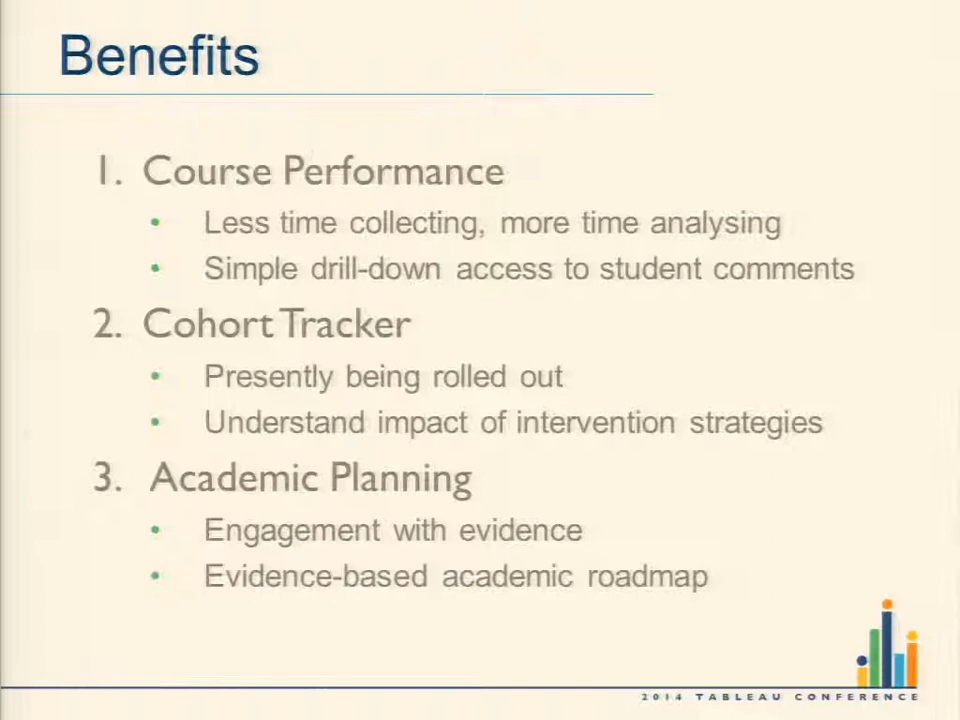 Benefits
1. Course Performance
• Less time collecting, more time analysing
• Simple drill-down access to student comments
2. Cohort Tracker
• Presently being rolled out
• Understand impact of intervention strategies
3. Academic Planning
• Engagement with evidence
• Evidence-based academic roadmap
2014 TABLEAU CONFERENCE